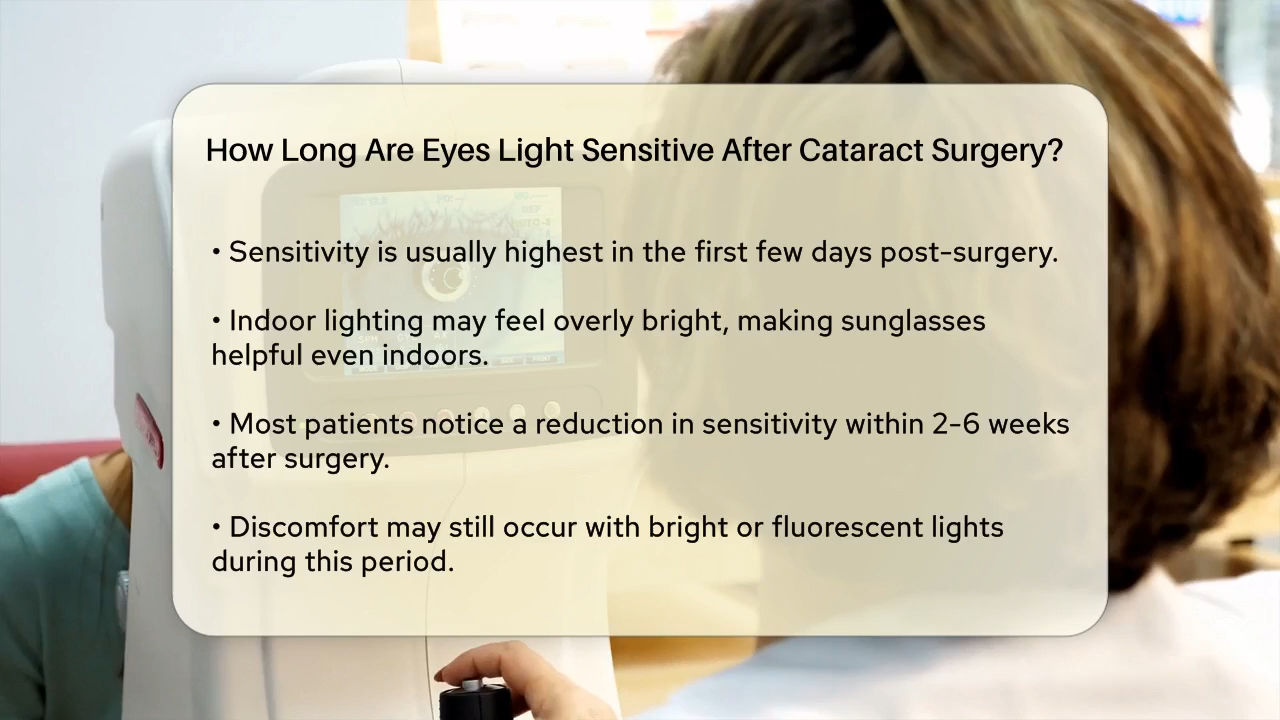 How Long Are Eyes Light Sensitive After Cataract Surgery?
• Sensitivity is usually highest in the first few days post-surgery.
• Indoor lighting may feel overly bright, making sunglasses
helpful even indoors.
• Most patients notice a reduction in sensitivity within 2-6 weeks
after surgery.
• Discomfort may still occur with bright or fluorescent lights
during this period.